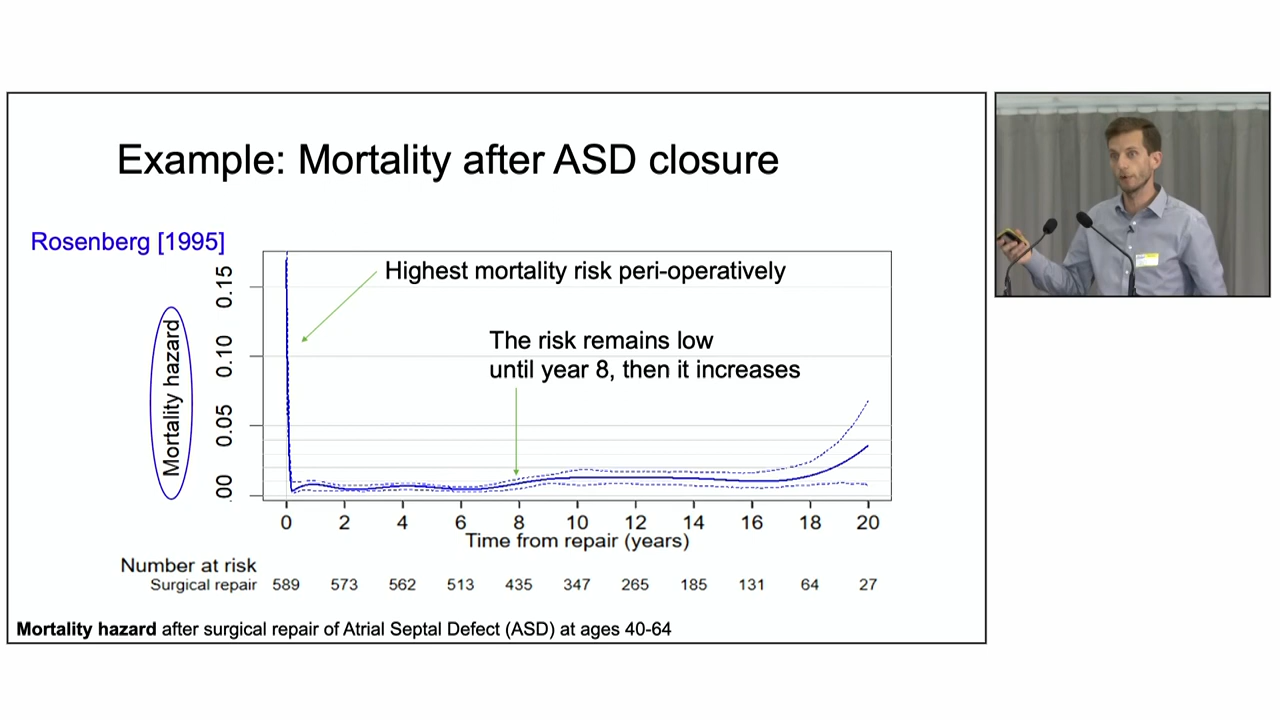 Example: Mortality after ASD closure
Rosenberg [1995]
Highest mortality risk peri-operatively
The risk remains low
until year 8, then it increases
Mortality hazard
0.15
0.10
0.05
.00
0 2 4 6 8 10 12 14 16 18 20
Time from repair (years)
Number at risk
Surgical repair 589 573 562 513 435 347 265 185 131 64 27
Mortality hazard after surgical repair of Atrial Septal Defect (ASD) at ages 40-64